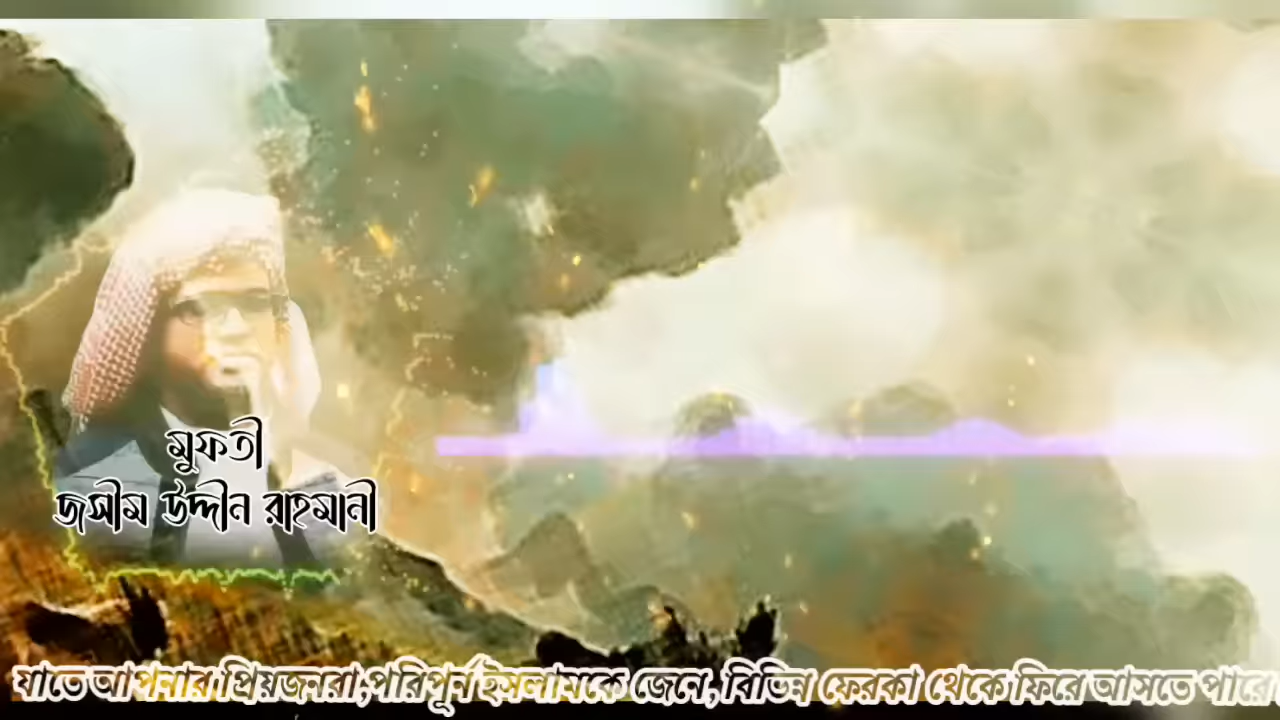 মুফতী
জসীম উদ্দীন রাহমানী
যাতে আপনার প্রিয়জনরা,পরিপূর্ন ইসলামকে জেনে, বিভিন্ন ফেরকা থেকে ফিরে আসতে পারে